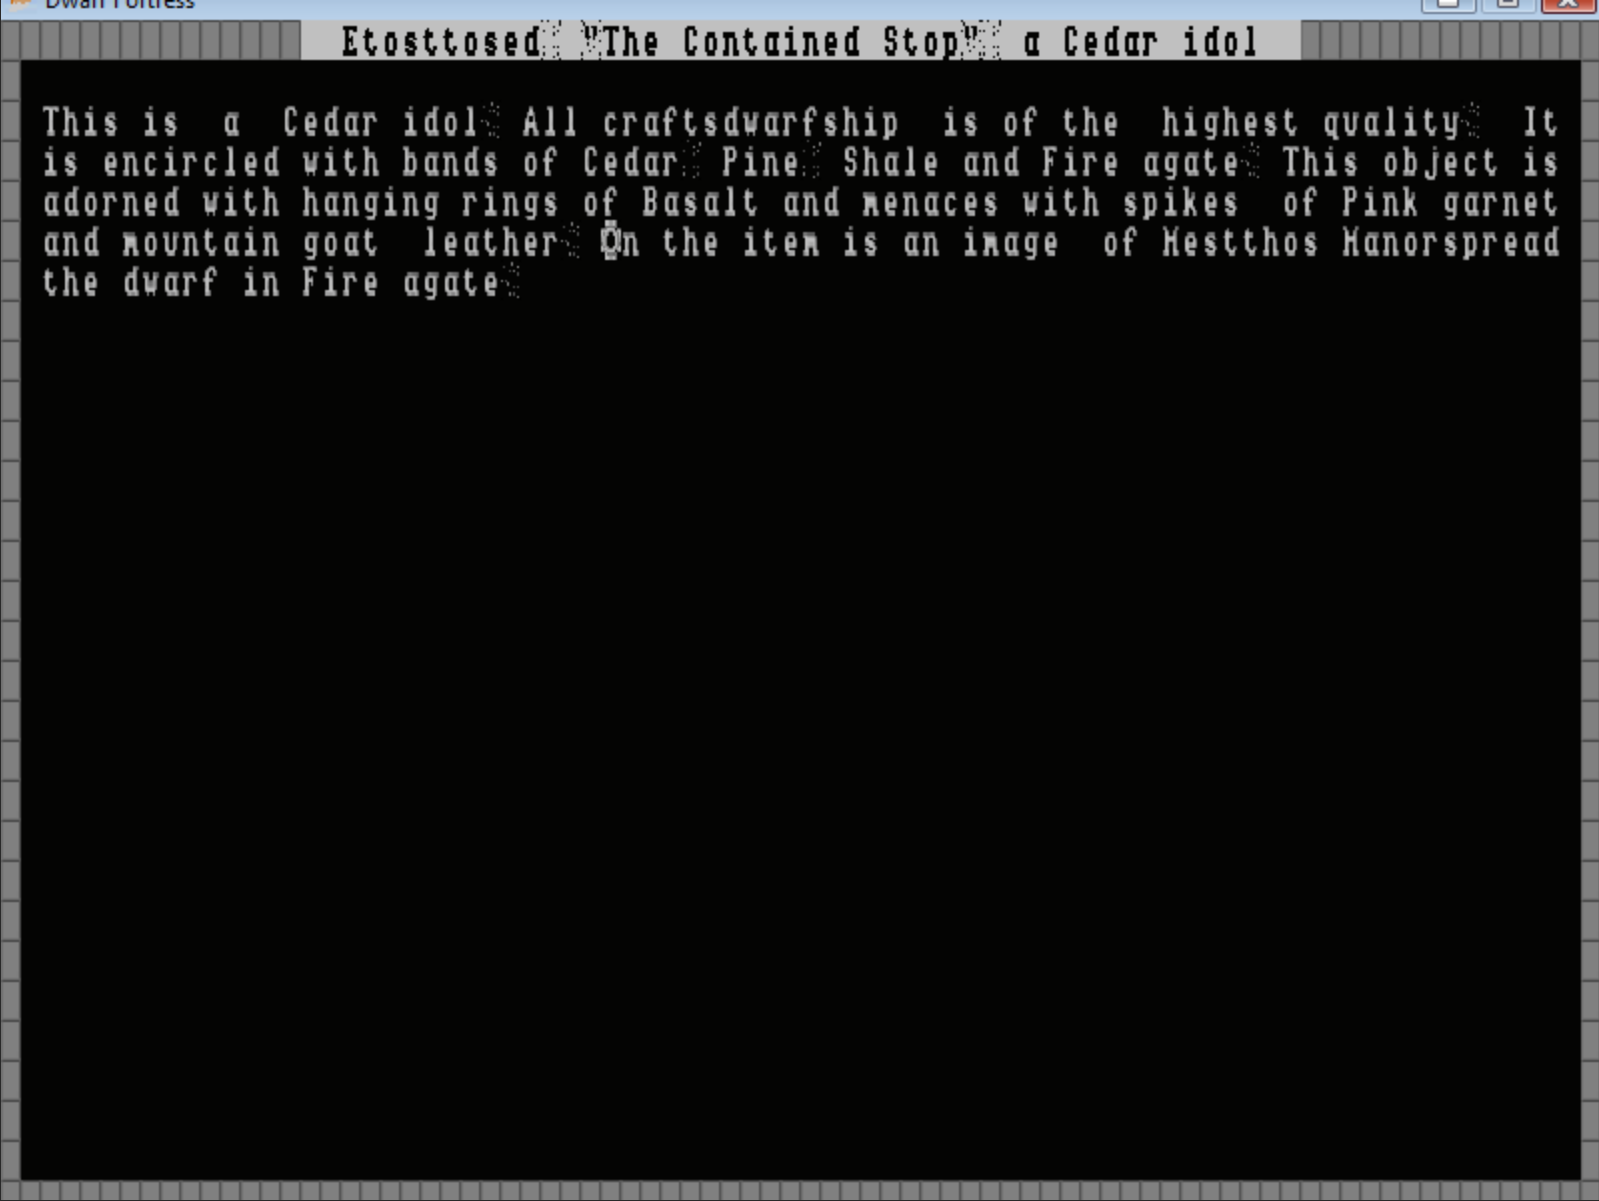 Dwarf Fortress
Etosttosed, "The Contained Stop", a Cedar idol
This is a Cedar idol. All craftsdwarfship is of the highest quality. It
is encircled with bands of Cedar, Pine, Shale and Fire agate. This object is
adorned with hanging rings of Basalt and menaces with spikes of Pink garnet
and mountain goat leather. On the item is an image of Mestthos Manorspread
the dwarf in Fire agate.